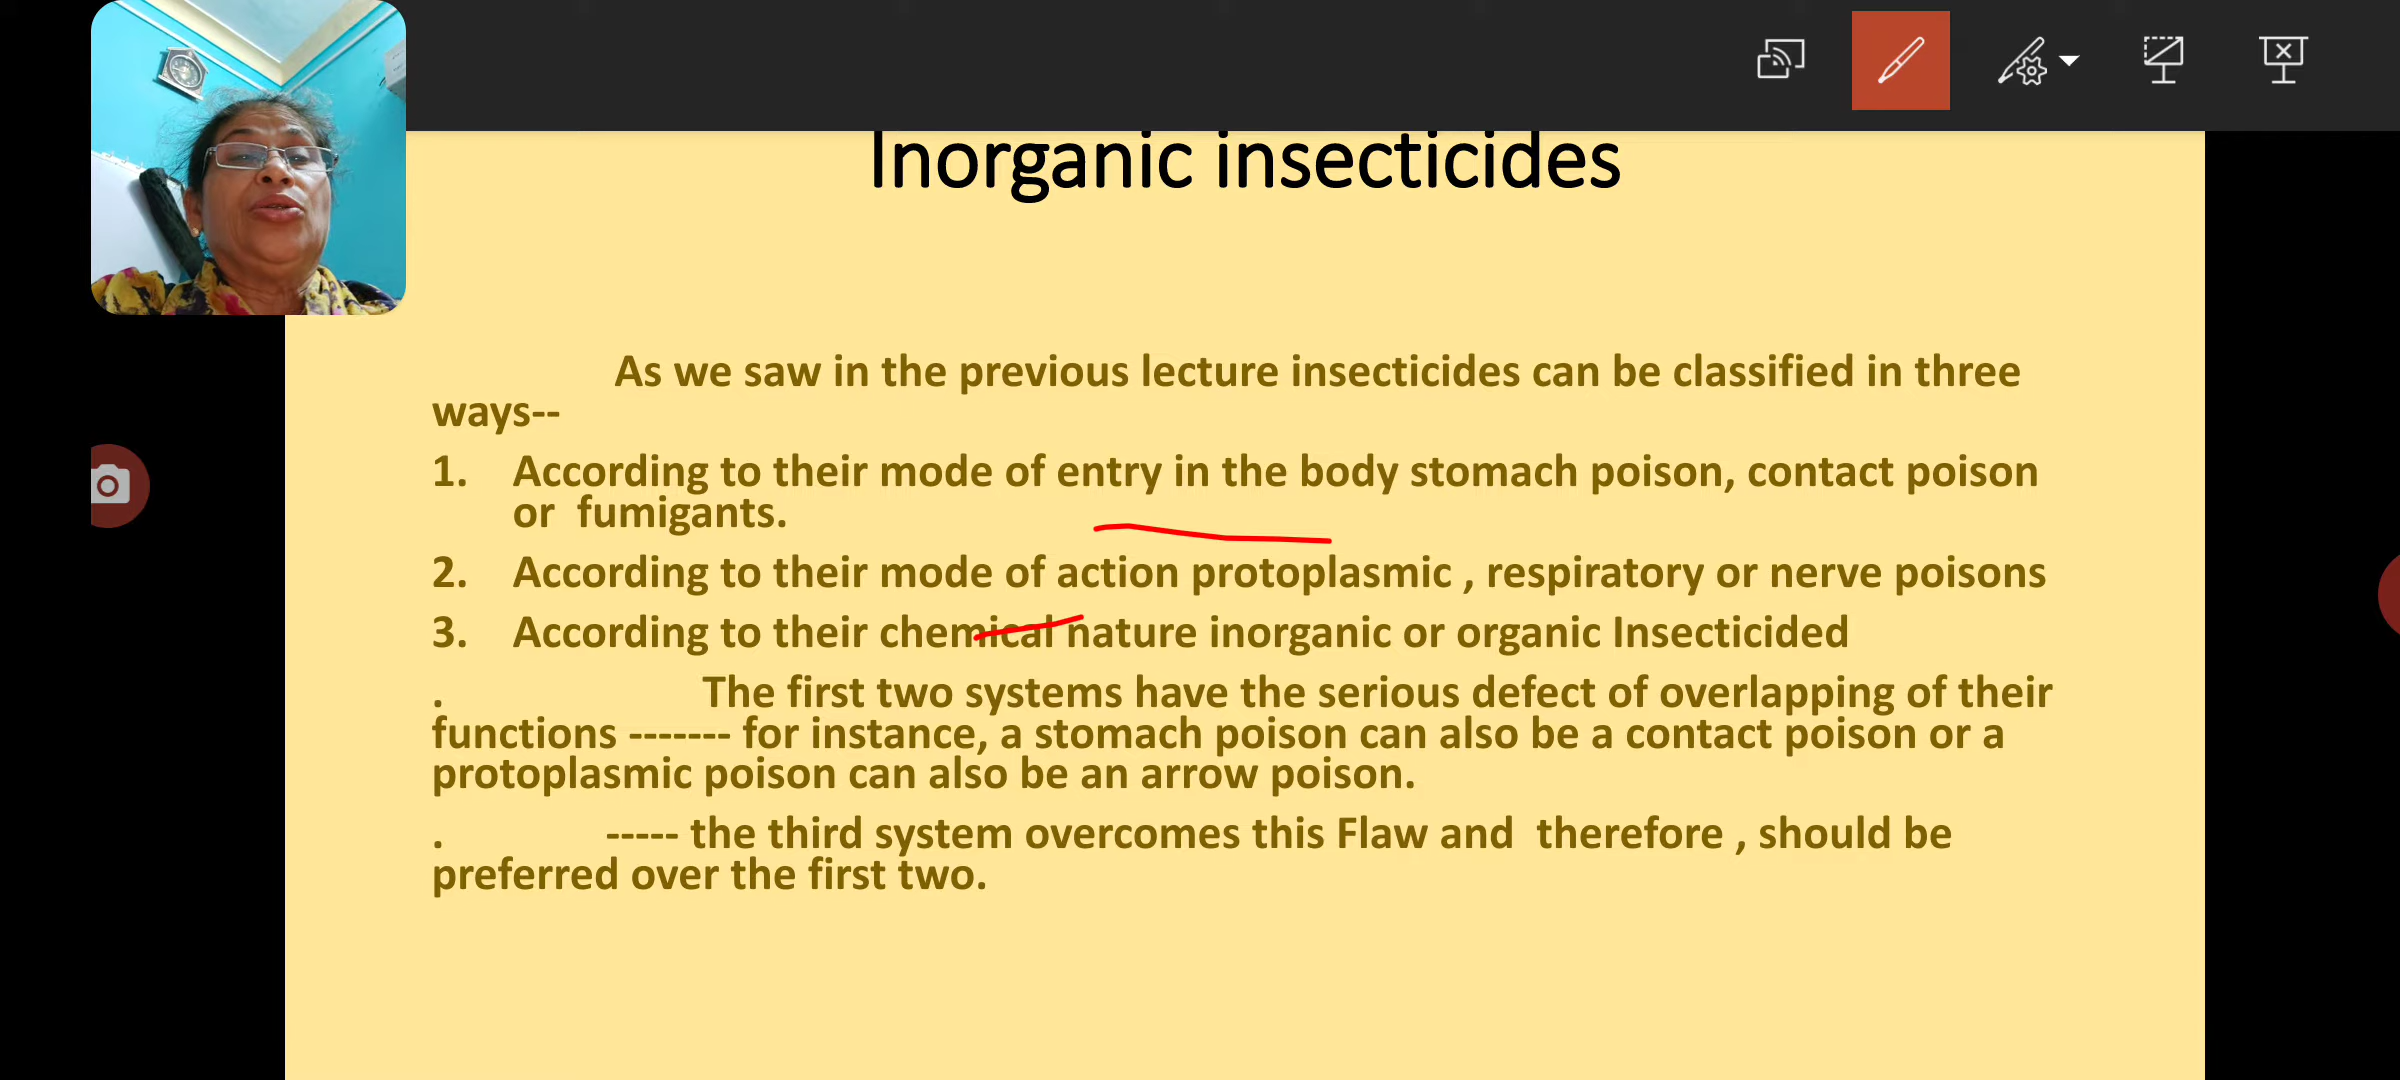 Inorganic insecticides
As we saw in the previous lecture insecticides can be classified in three
ways--
1. According to their mode of entry in the body stomach poison, contact poison
or fumigants.
2. According to their mode of action protoplasmic , respiratory or nerve poisons
3. According to their chemical nature inorganic or organic Insecticided
. The first two systems have the serious defect of overlapping of their
functions ------- for instance, a stomach poison can also be a contact poison or a
protoplasmic poison can also be an arrow poison.
. ----- the third system overcomes this Flaw and therefore , should be
preferred over the first two.